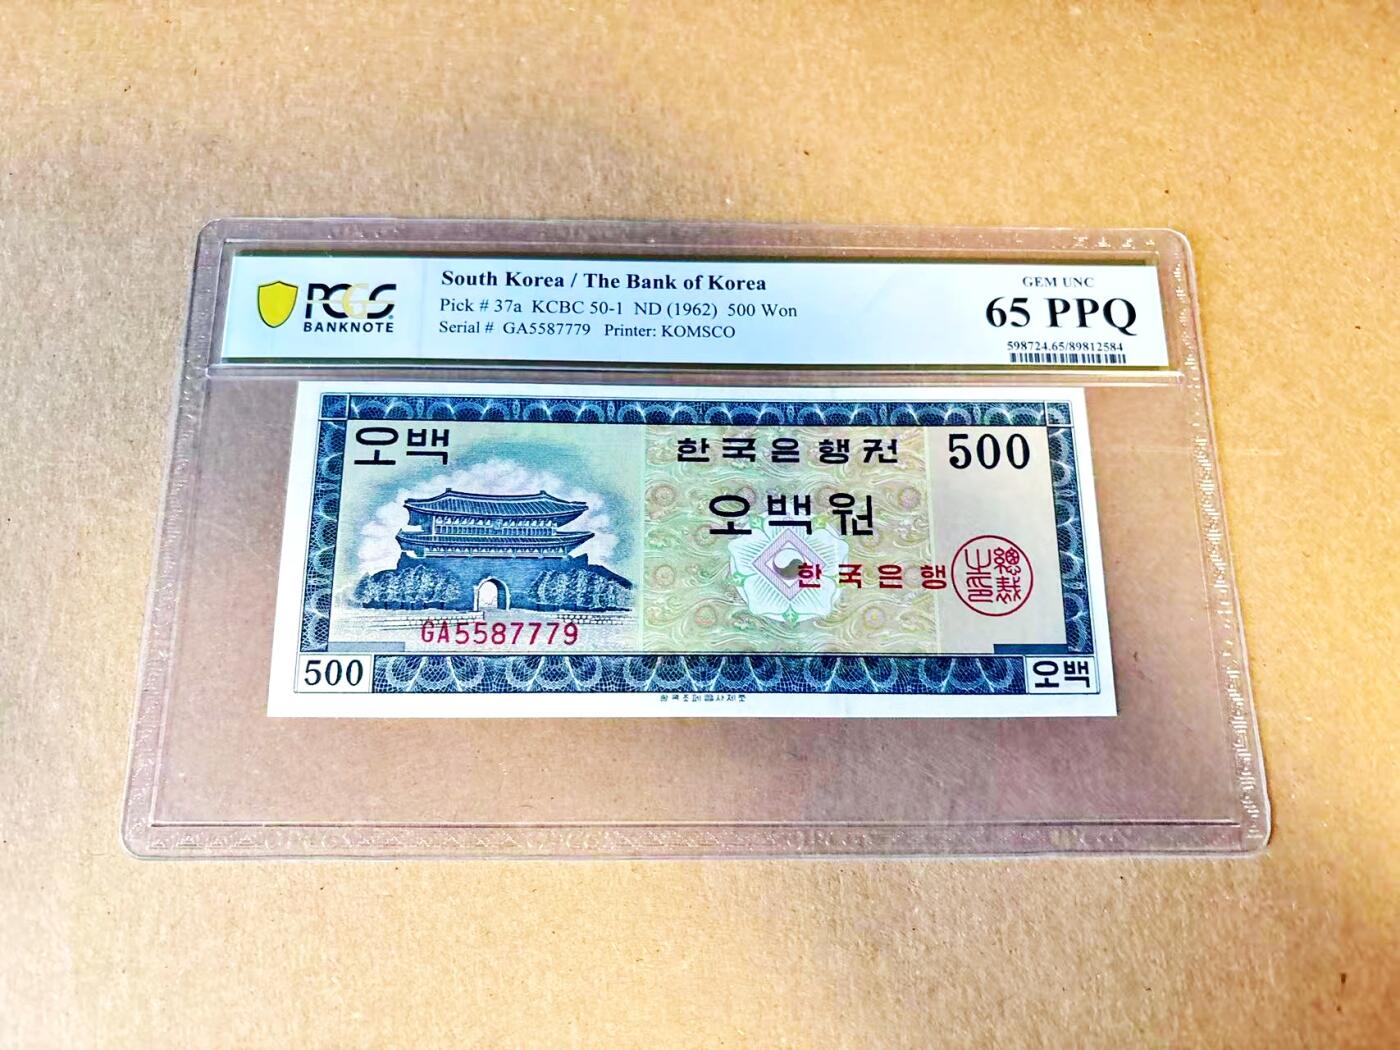 PCGS
BANKNOTE
South Korea / The Bank of Korea
Pick # 37a KCBC 50-1 ND (1962) 500 Won
Serial # GA5587779 Printer: KOMSCO
GEM UNC
65 PPQ
598724.65/89812584
오백
한국은행권
500
오백원
한국은행
GA5587779
500
오백